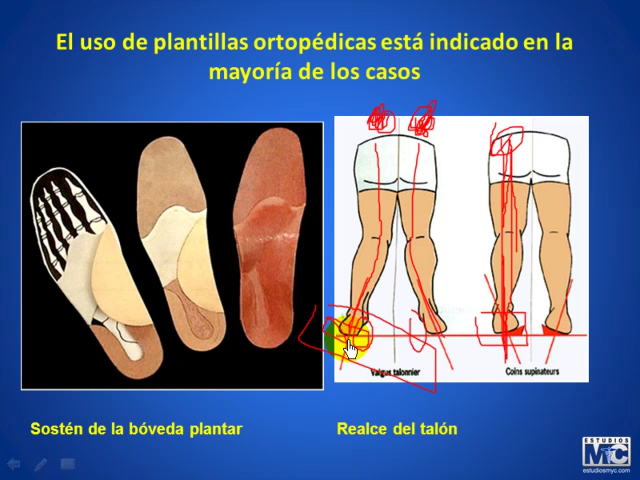 El uso de plantillas ortopédicas está indicado en la
mayoría de los casos
Valgus talonnier
Coins supinateurs
Sostén de la bóveda plantar
Realce del talón
ESTUDIOS
MyC
estudiosmyc.com